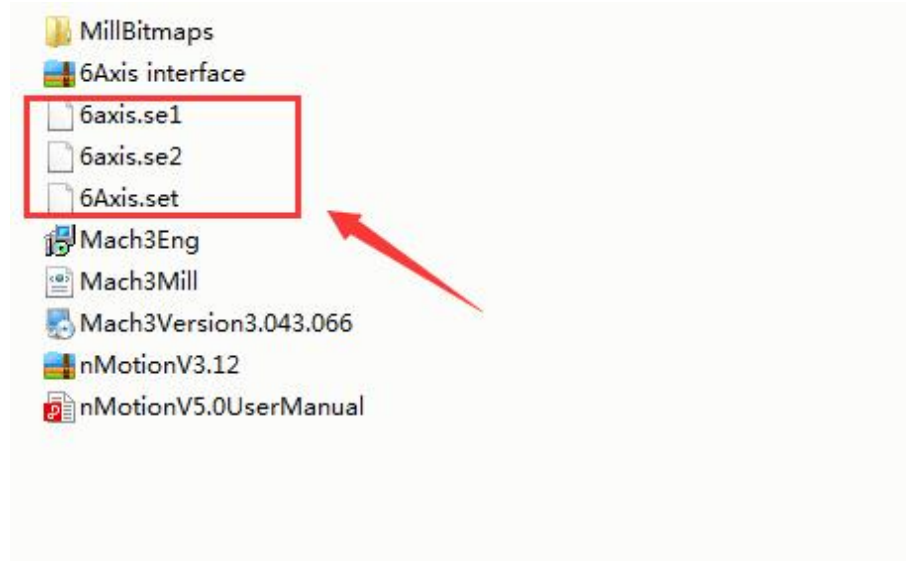 MillBitmaps
6Axis interface
6axis.se1
6axis.se2
6Axis.set
Mach3Eng
Mach3Mill
Mach3Version3.043.066
nMotionV3.12
nMotionV5.0UserManual